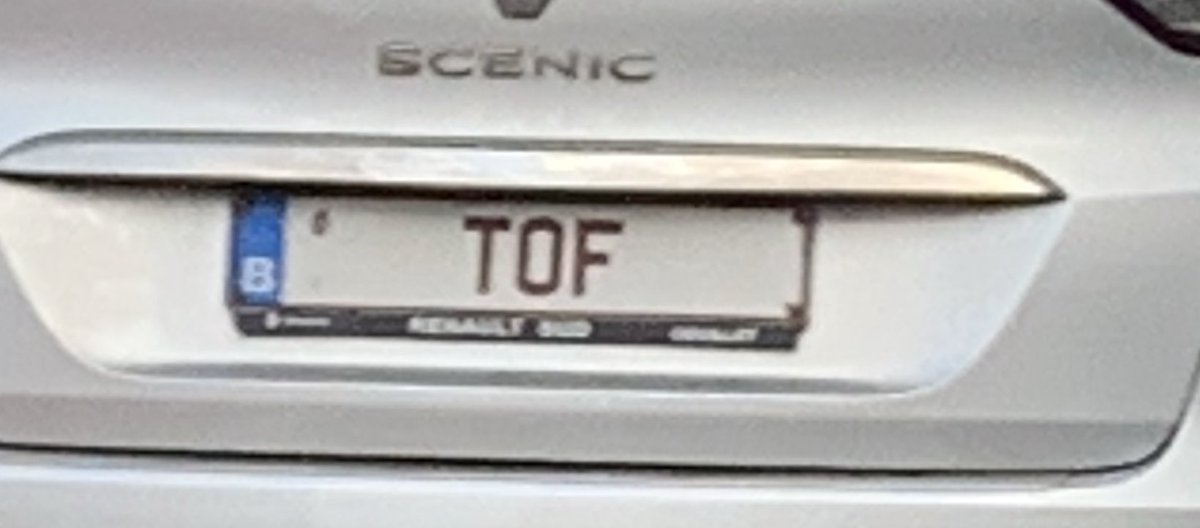 SCENIC
TOF
B
RENAULT